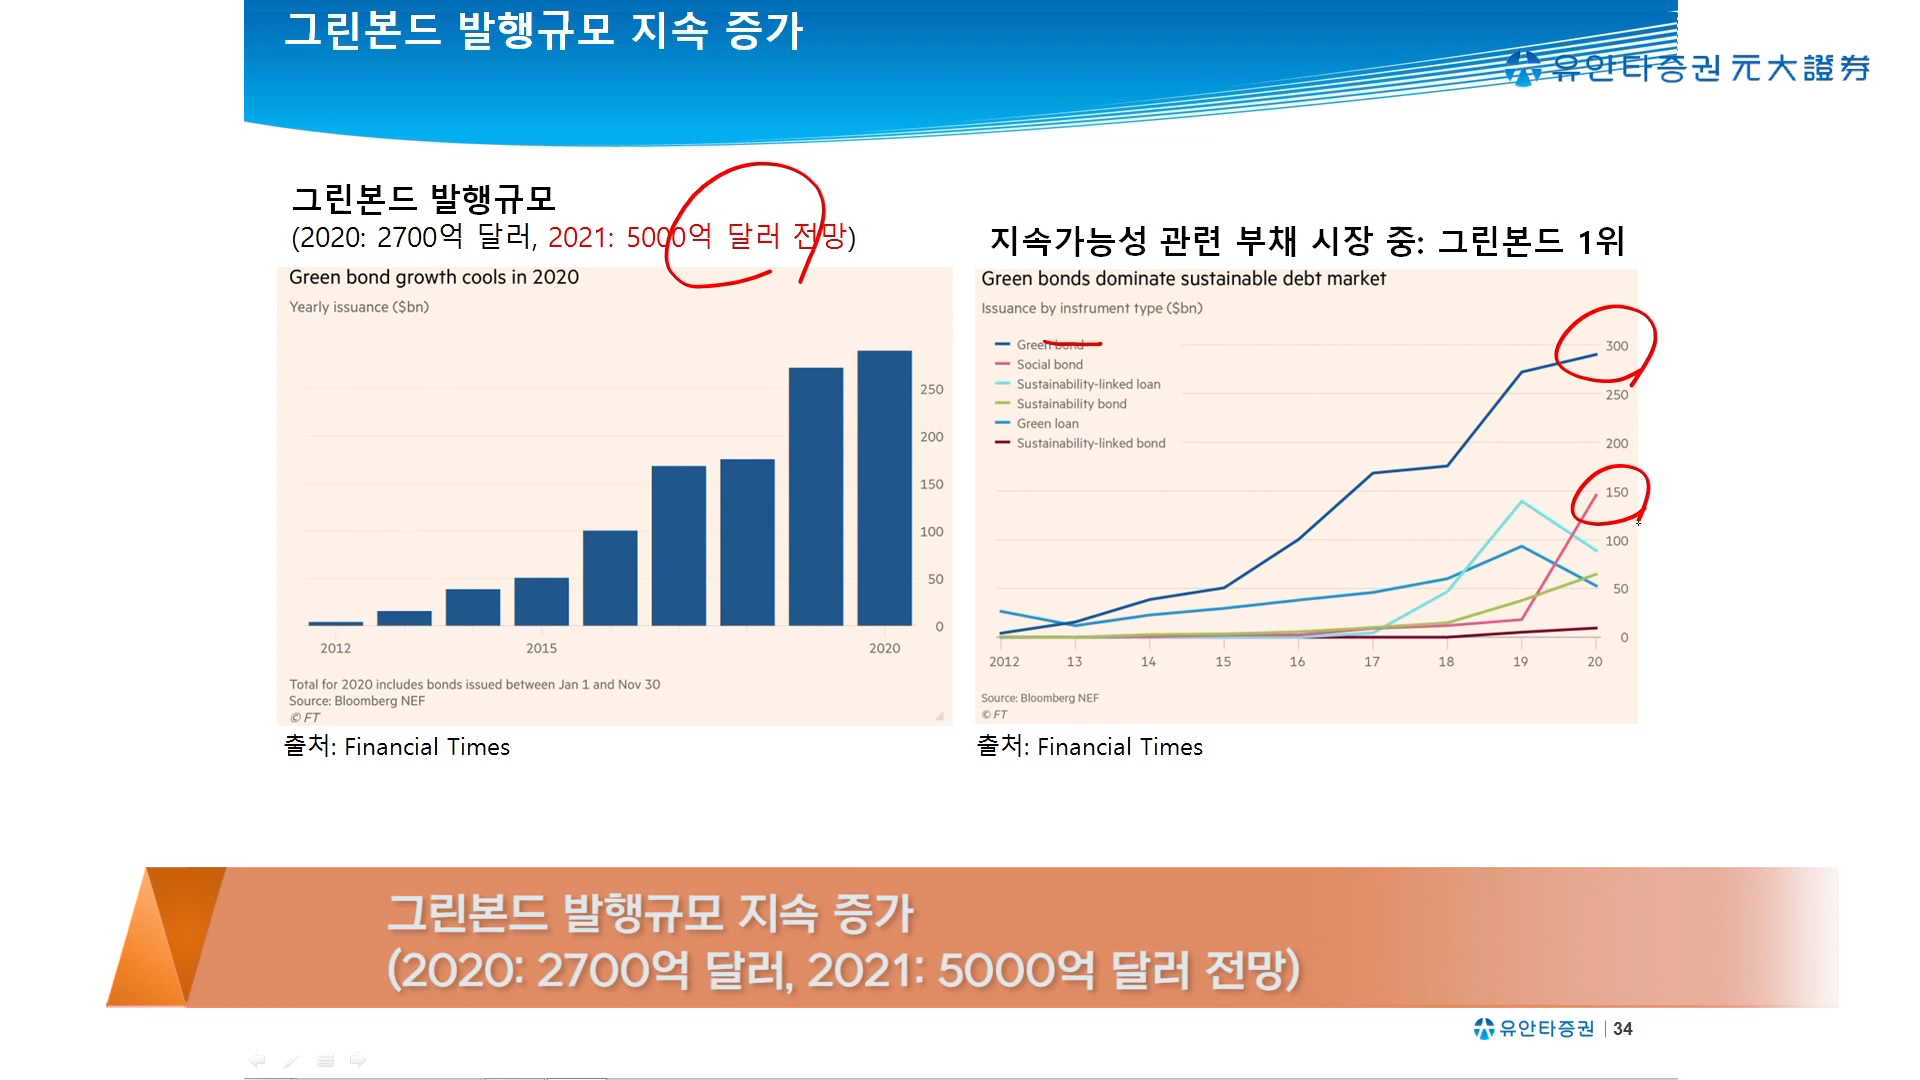 그린본드 발행규모 지속 증가
유안타증권 元大證券
그린본드 발행규모
(2020: 2700억 달러, 2021: 5000억 달러 전망)
Green bond growth cools in 2020
Yearly issuance ($bn)
250
200
150
100
50
0
2012
2015
2020
Total for 2020 includes bonds issued between Jan 1 and Nov 30
Source: Bloomberg NEF
© FT
출처: Financial Times
지속가능성 관련 부채 시장 중: 그린본드 1위
Green bonds dominate sustainable debt market
Issuance by instrument type ($bn)
Green bond
Social bond
Sustainability-linked loan
Sustainability bond
Green loan
Sustainability-linked bond
300
250
200
150
100
50
0
2012 13 14 15 16 17 18 19 20
Source: Bloomberg NEF
© FT
출처: Financial Times
그린본드 발행규모 지속 증가
(2020: 2700억 달러, 2021: 5000억 달러 전망)
유안타증권 | 34